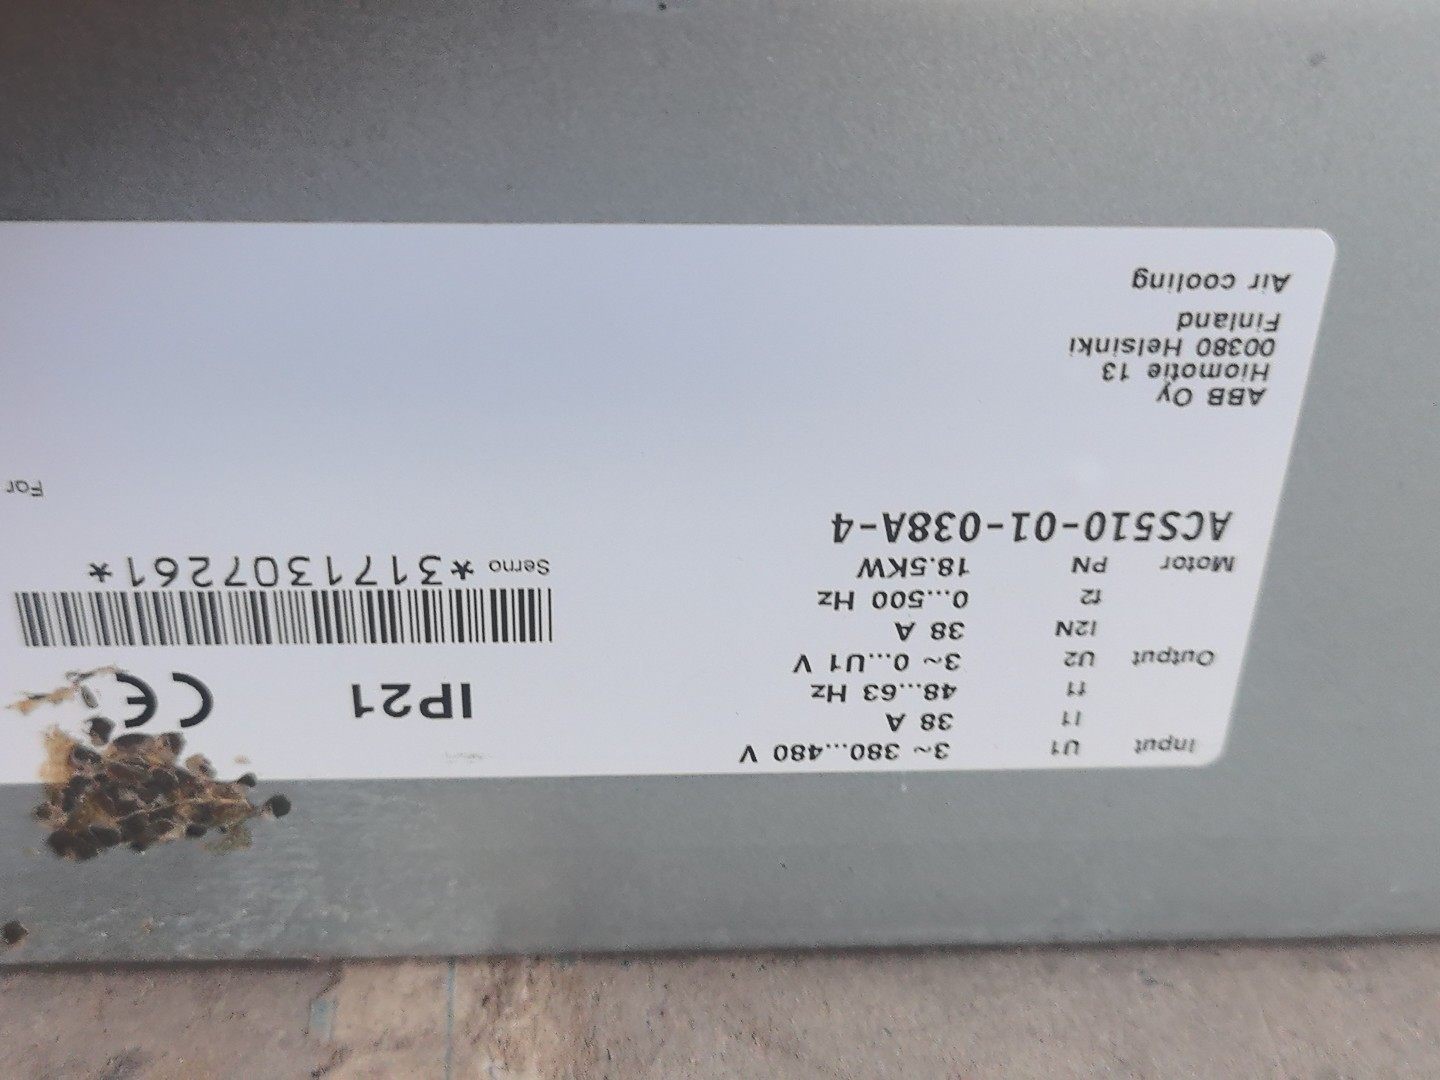 Air cooling
ABB Oy
Hiomotie 13
00380 Helsinki
Finland
Input U1 3~ 380...480 V
I1 38 A
f1 48...63 Hz
Output U2 3~ 0...U1 V
I2N 38 A
f2 0...500 Hz
Motor PN 18.5KW
ACS510-01-038A-4
IP21
CE
Serno *3171307261*
For